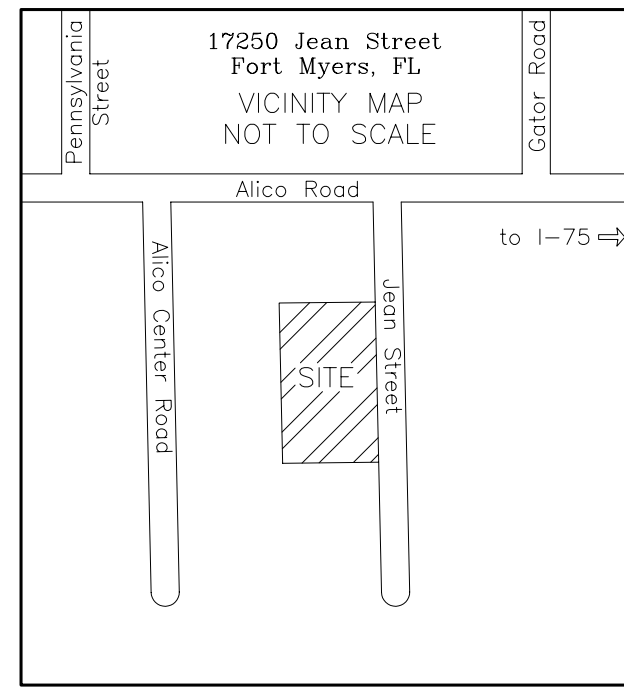 Pennsylvania
Street
17250 Jean Street
Fort Myers, FL
VICINITY MAP
NOT TO SCALE
Gator Road
Alico Road
to I-75
Alico Center Road
Jean Street
SITE